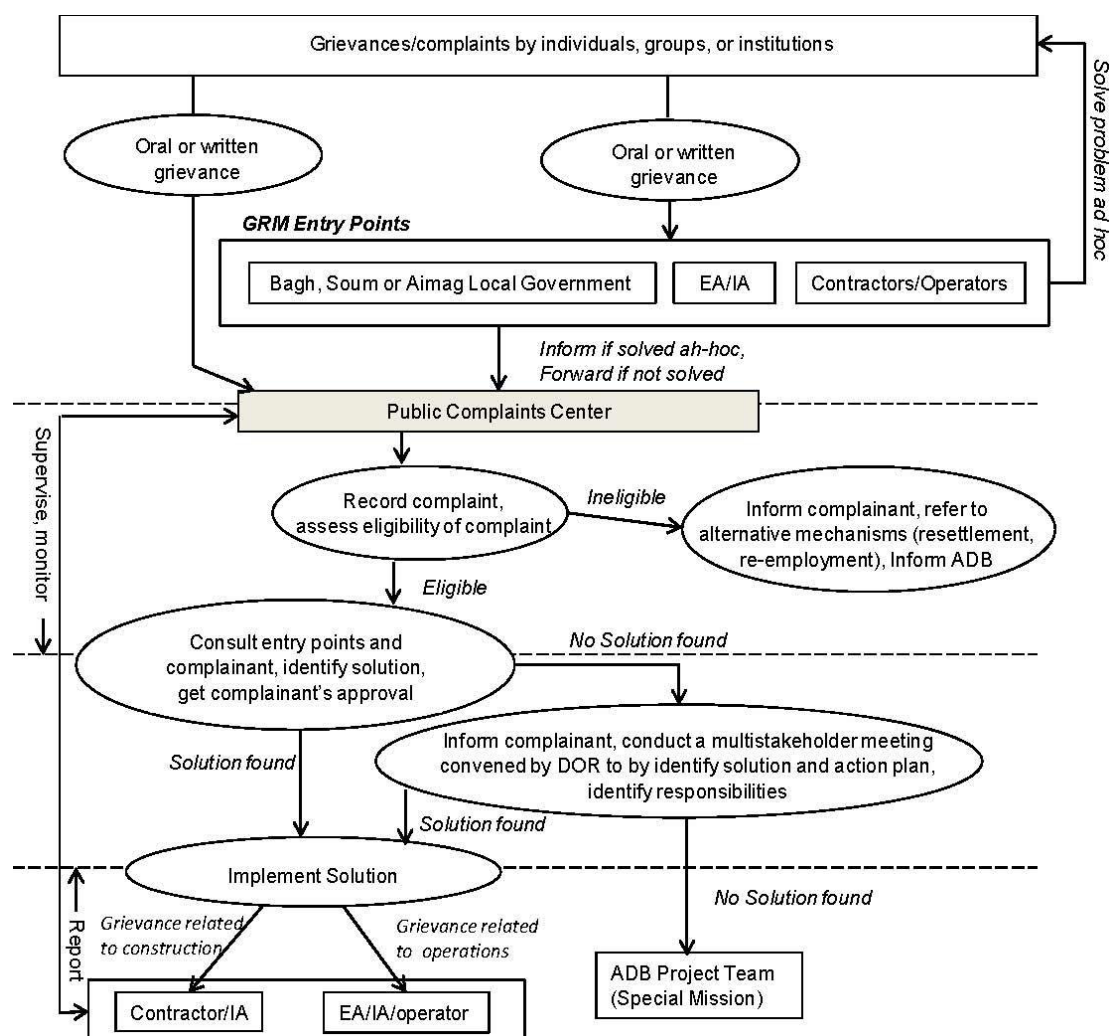 Grievances/complaints by individuals, groups, or institutions
Solve problem ad hoc
Oral or written
grievance
Oral or written
grievance
GRM Entry Points
Bagh, Soum or Aimag Local Government
EA/IA
Contractors/Operators
Inform if solved ah-hoc,
Forward if not solved
Public Complaints Center
Supervise, monitor
Record complaint,
assess eligibility of complaint
Ineligible
Inform complainant, refer to
alternative mechanisms (resettlement,
re-employment), Inform ADB
Eligible
Consult entry points and
complainant, identify solution,
get complainant's approval
No Solution found
Solution found
Inform complainant, conduct a multistakeholder meeting
convened by DOR to by identify solution and action plan,
identify responsibilities
Solution found
Implement Solution
No Solution found
Report
Grievance related
to construction
Grievance related
to operations
Contractor/IA
EA/IA/operator
ADB Project Team
(Special Mission)